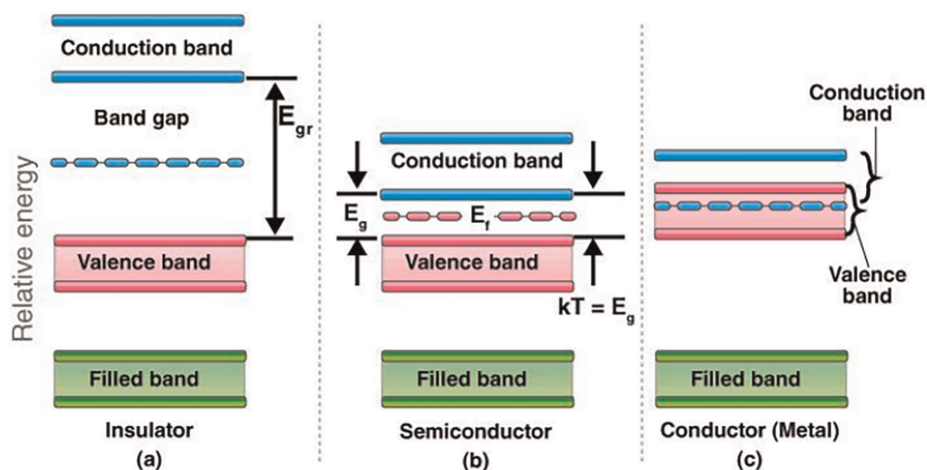 Relative energy
Conduction band
Band gap
E_gr
Valence band
Filled band
Insulator
(a)
Conduction band
E_g
E_f
Valence band
kT = E_g
Filled band
Semiconductor
(b)
Conduction
band
Valence
band
Filled band
Conductor (Metal)
(c)